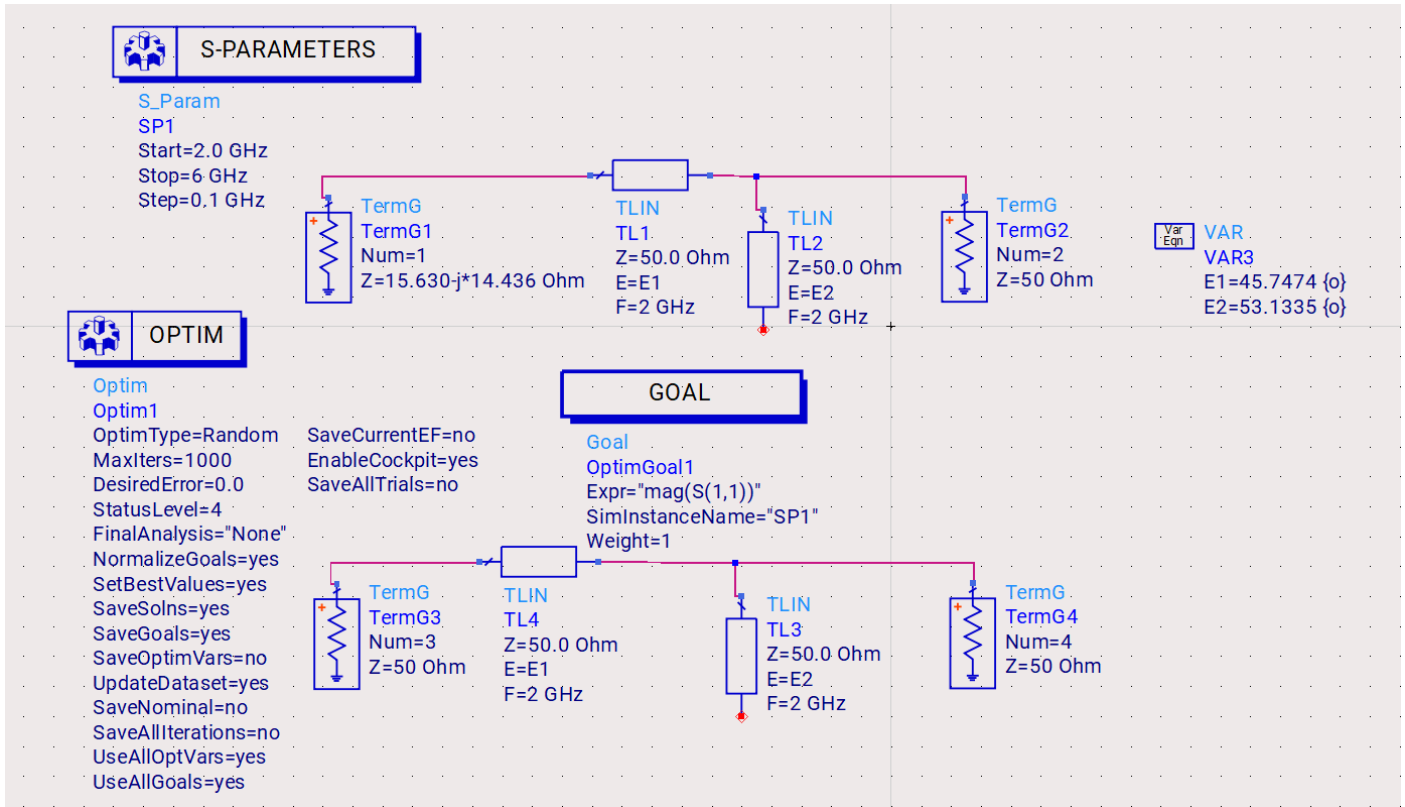 S-PARAMETERS
S_Param
SP1
Start=2.0 GHz
Stop=6 GHz
Step=0.1 GHz
TermG
TermG1
Num=1
Z=15.630-j*14.436 Ohm
TLIN
TL1
Z=50.0 Ohm
E=E1
F=2 GHz
TLIN
TL2
Z=50.0 Ohm
E=E2
F=2 GHz
TermG
TermG2
Num=2
Z=50 Ohm
Var
Eqn
VAR
VAR3
E1=45.7474 {o}
E2=53.1335 {o}
OPTIM
Optim
Optim1
OptimType=Random
MaxIters=1000
DesiredError=0.0
StatusLevel=4
FinalAnalysis="None"
NormalizeGoals=yes
SetBestValues=yes
SaveSolns=yes
SaveGoals=yes
SaveOptimVars=no
UpdateDataset=yes
SaveNominal=no
SaveAllIterations=no
UseAllOptVars=yes
UseAllGoals=yes
SaveCurrentEF=no
EnableCockpit=yes
SaveAllTrials=no
GOAL
Goal
OptimGoal1
Expr="mag(S(1,1))"
SimInstanceName="SP1"
Weight=1
TermG
TermG3
Num=3
Z=50 Ohm
TLIN
TL4
Z=50.0 Ohm
E=E1
F=2 GHz
TLIN
TL3
Z=50.0 Ohm
E=E2
F=2 GHz
TermG
TermG4
Num=4
Z=50 Ohm